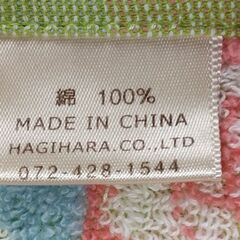 綿 100%
MADE IN CHINA
HAGIHARA.CO.,LTD
072-428-1544